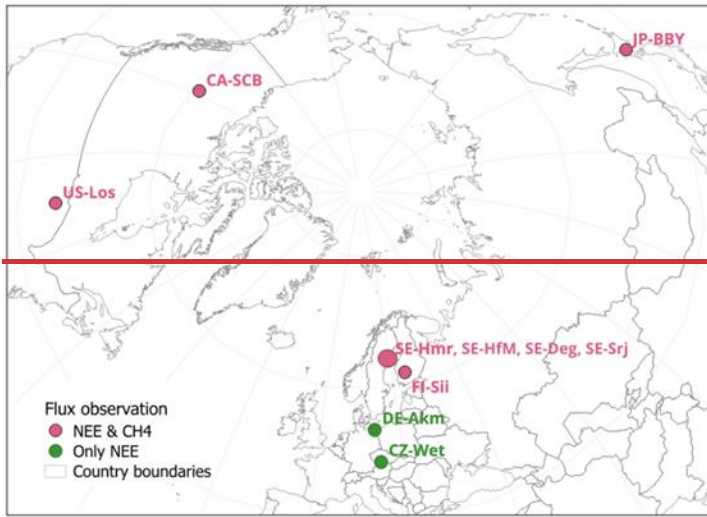 JP-BBY
CA-SCB
US-Los
SE-Hmr, SE-HfM, SE-Deg, SE-Srj
FI-Sii
DE-Akm
CZ-Wet
Flux observation
NEE & CH4
Only NEE
Country boundaries